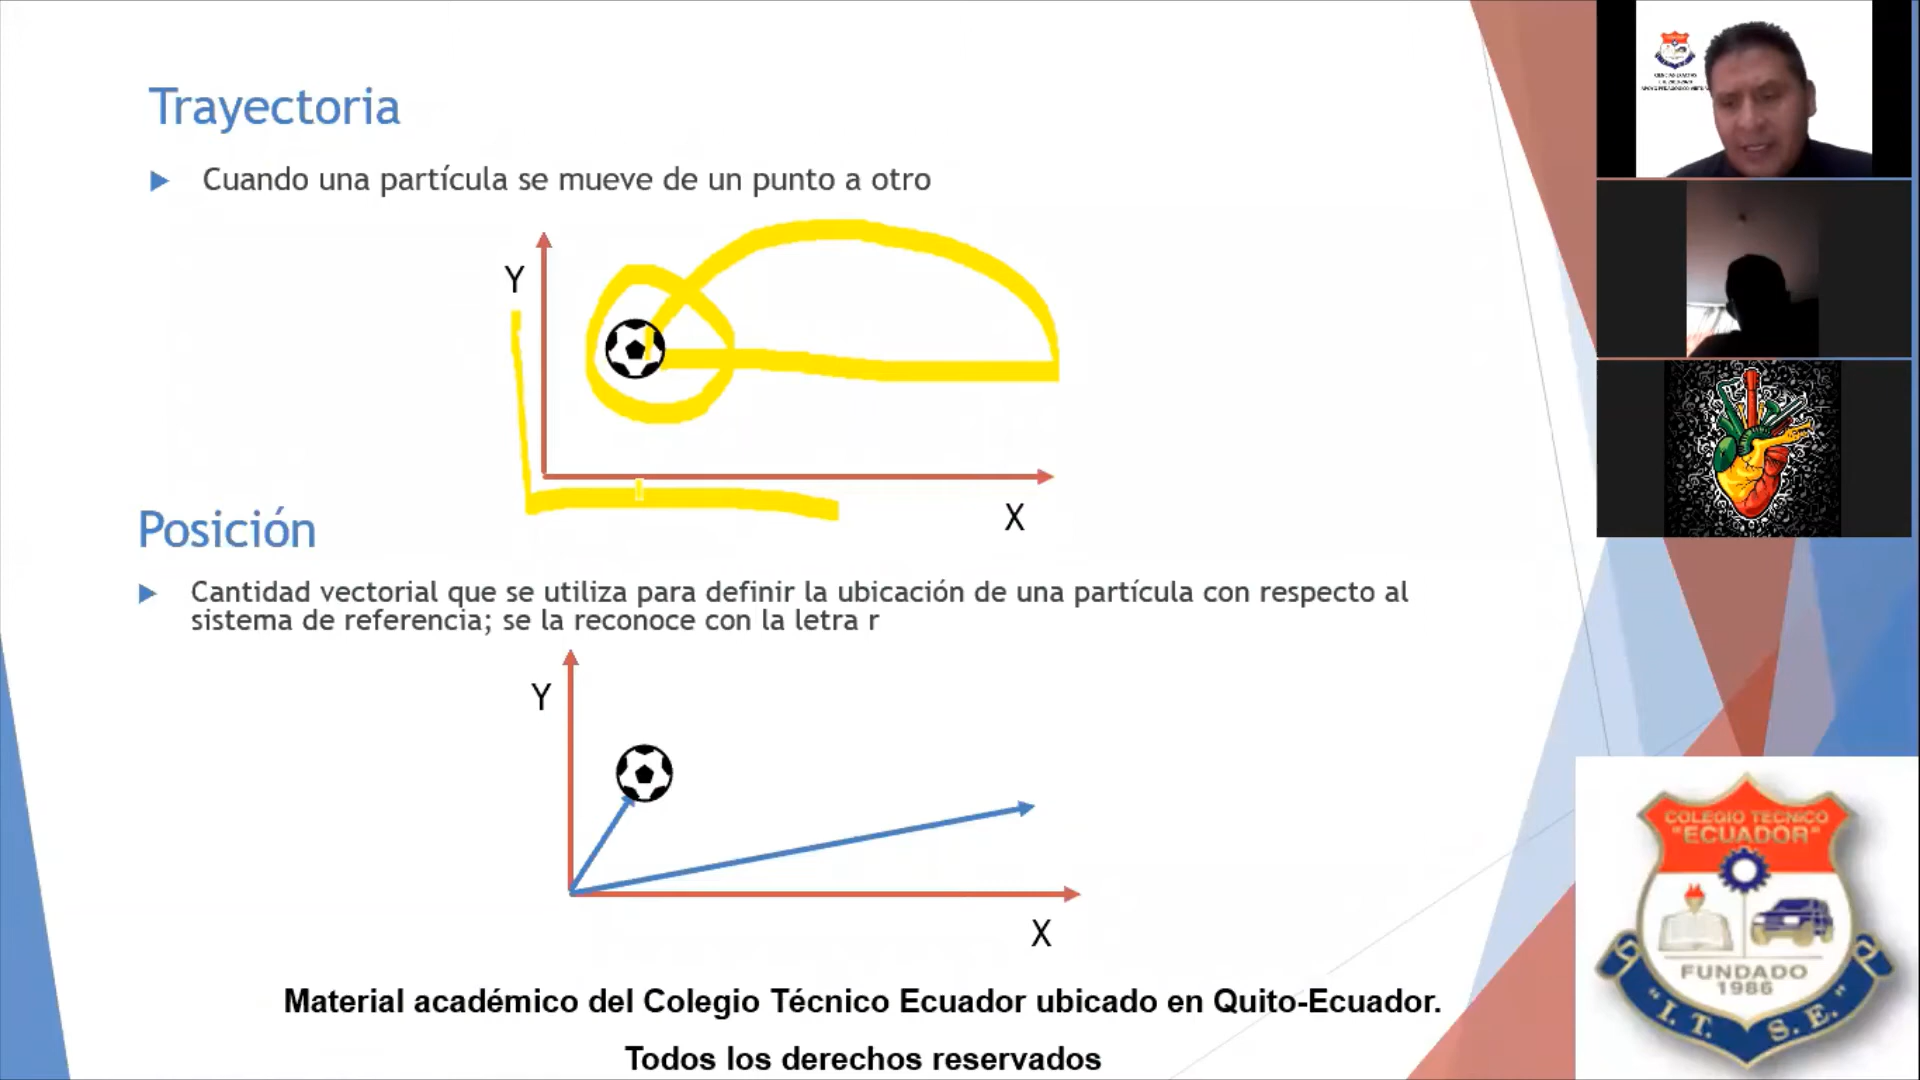 Trayectoria
Cuando una partícula se mueve de un punto a otro
Y
X
Posición
Cantidad vectorial que se utiliza para definir la ubicación de una partícula con respecto al
sistema de referencia; se la reconoce con la letra r
Y
X
Material académico del Colegio Técnico Ecuador ubicado en Quito-Ecuador.
Todos los derechos reservados
COLEGIO TECNICO
"ECUADOR"
FUNDADO
1986
"I.T. S.E."